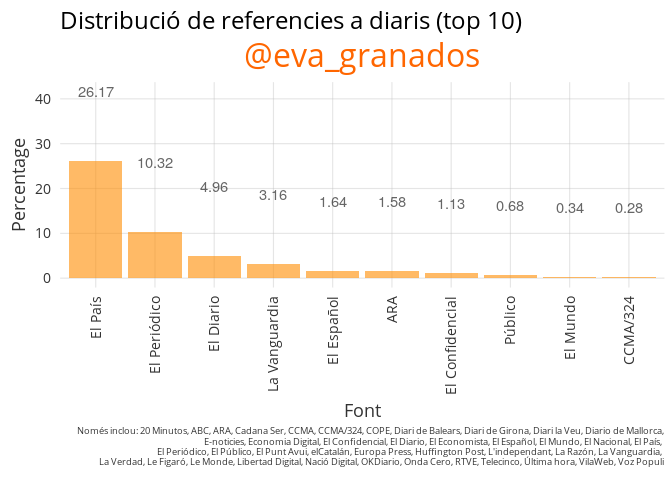 Distribució de referencies a diaris (top 10)
@eva_granados
26.17
10.32
4.96
3.16
1.64
1.58
1.13
0.68
0.34
0.28
Percentage
40
30
20
10
0
El País
El Periódico
El Diario
La Vanguardia
El Español
ARA
El Confidencial
Público
El Mundo
CCMA/324
Font
Només inclou: 20 Minutos, ABC, ARA, Cadana Ser, CCMA, CCMA/324, COPE, Diari de Balears, Diari de Girona, Diari la Veu, Diario de Mallorca,
E-noticies, Economia Digital, El Confidencial, El Diario, El Economista, El Español, El Mundo, El Nacional, El País,
El Periódico, El Público, El Punt Avui, elCatalán, Europa Press, Huffington Post, L'independant, La Razón, La Vanguardia,
La Verdad, Le Figaró, Le Monde, Libertad Digital, Nació Digital, OKDiario, Onda Cero, RTVE, Telecinco, Última hora, VilaWeb, Voz Populi